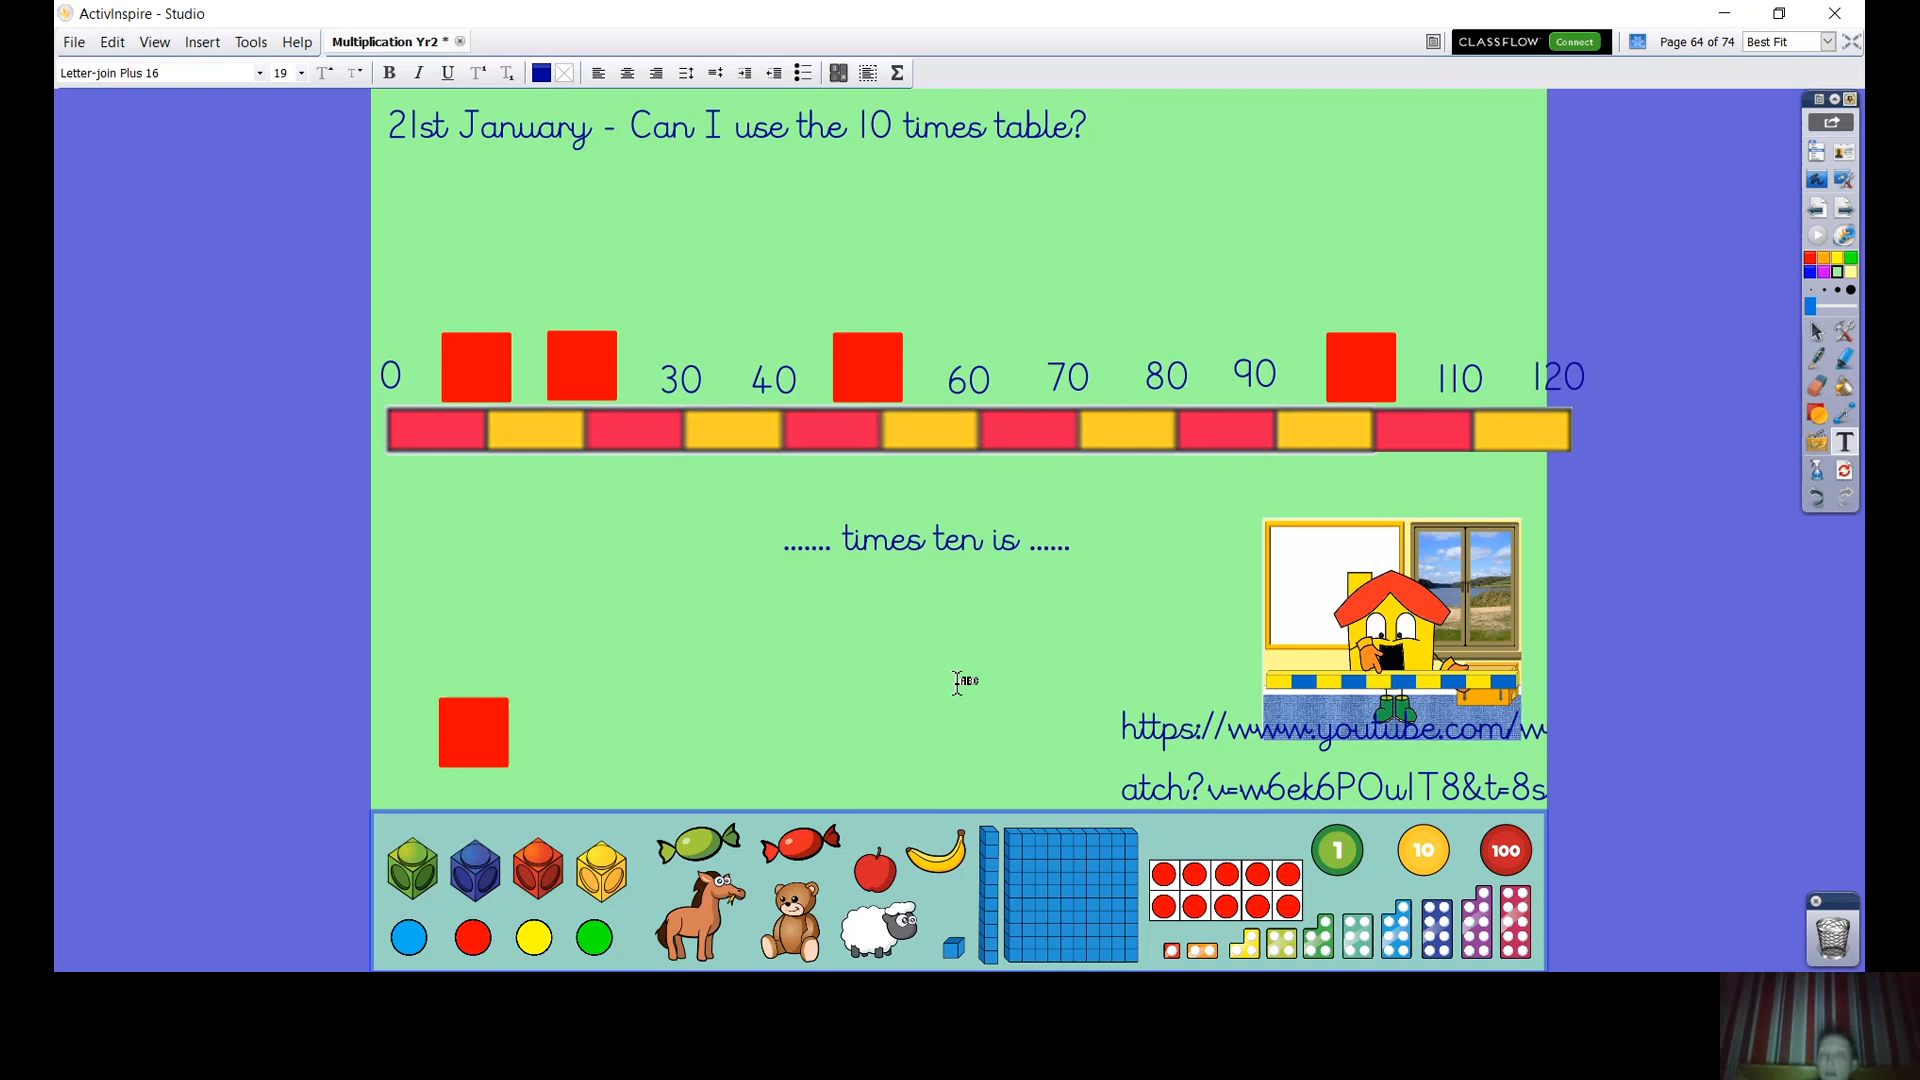 ActivInspire - Studio
File Edit View Insert Tools Help Multiplication Yr2 * CLASSFLOW Connect Page 64 of 74 Best Fit
Letter-join Plus 16 19 B I U T T Σ
21st January - Can I use the 10 times table?
0 30 40 60 70 80 90 110 120
....... times ten is ......
https://www.youtube.com/w
atch?v=w6ek6POulT8&t=8s
ABC
T
1 10 100